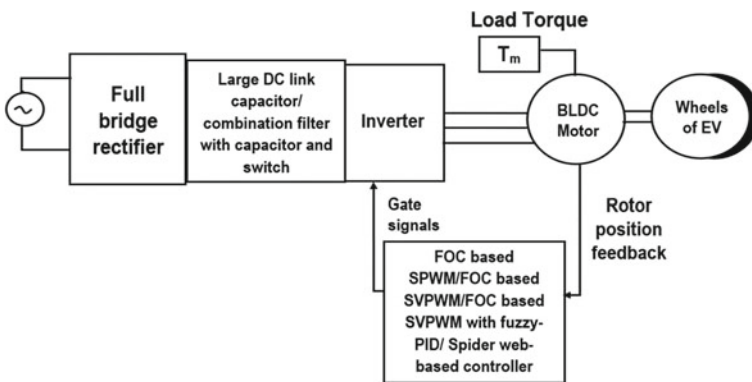 Load Torque
Tm
Full
bridge
rectifier
Large DC link
capacitor/
combination filter
with capacitor and
switch
Inverter
BLDC
Motor
Wheels
of EV
Gate
signals
Rotor
position
feedback
FOC based
SPWM/FOC based
SVPWM/FOC based
SVPWM with fuzzy-
PID/ Spider web-
based controller